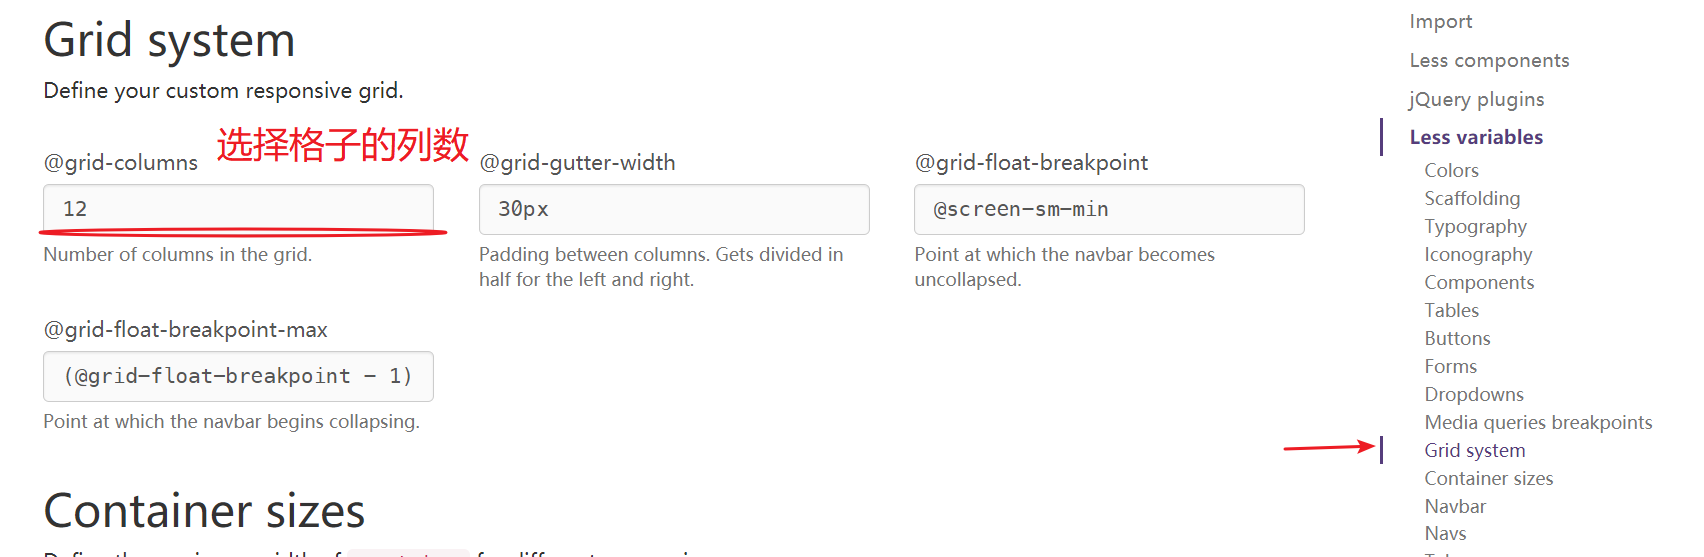 Grid system
Define your custom responsive grid.
选择格子的列数
@grid-columns
12
Number of columns in the grid.
@grid-gutter-width
30px
Padding between columns. Gets divided in
half for the left and right.
@grid-float-breakpoint
@screen-sm-min
Point at which the navbar becomes
uncollapsed.
@grid-float-breakpoint-max
(@grid-float-breakpoint - 1)
Point at which the navbar begins collapsing.
Container sizes
Import
Less components
jQuery plugins
Less variables
Colors
Scaffolding
Typography
Iconography
Components
Tables
Buttons
Forms
Dropdowns
Media queries breakpoints
Grid system
Container sizes
Navbar
Navs